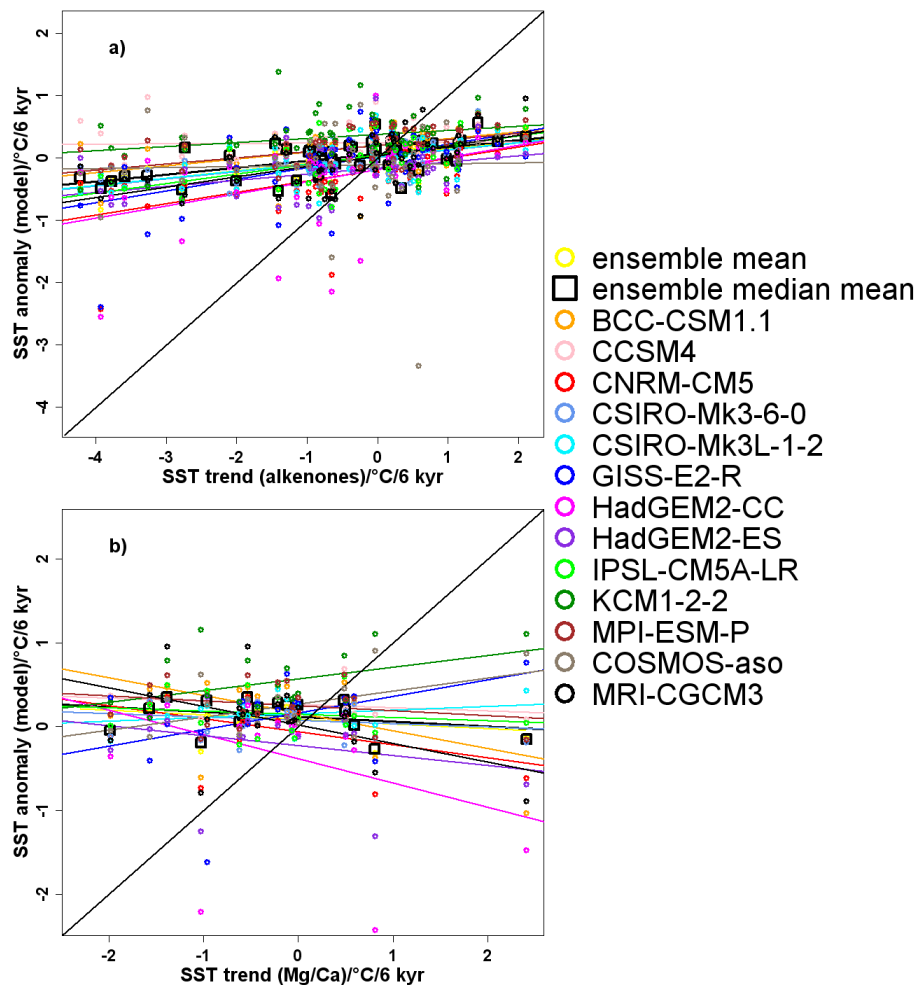 a)
2
1
0
-1
-2
-3
-4
SST anomaly (model)/°C/6 kyr
-4 -3 -2 -1 0 1 2
SST trend (alkenones)/°C/6 kyr
b)
2
1
0
-1
-2
SST anomaly (model)/°C/6 kyr
-2 -1 0 1 2
SST trend (Mg/Ca)/°C/6 kyr
ensemble mean
ensemble median mean
BCC-CSM1.1
CCSM4
CNRM-CM5
CSIRO-Mk3-6-0
CSIRO-Mk3L-1-2
GISS-E2-R
HadGEM2-CC
HadGEM2-ES
IPSL-CM5A-LR
KCM1-2-2
MPI-ESM-P
COSMOS-aso
MRI-CGCM3